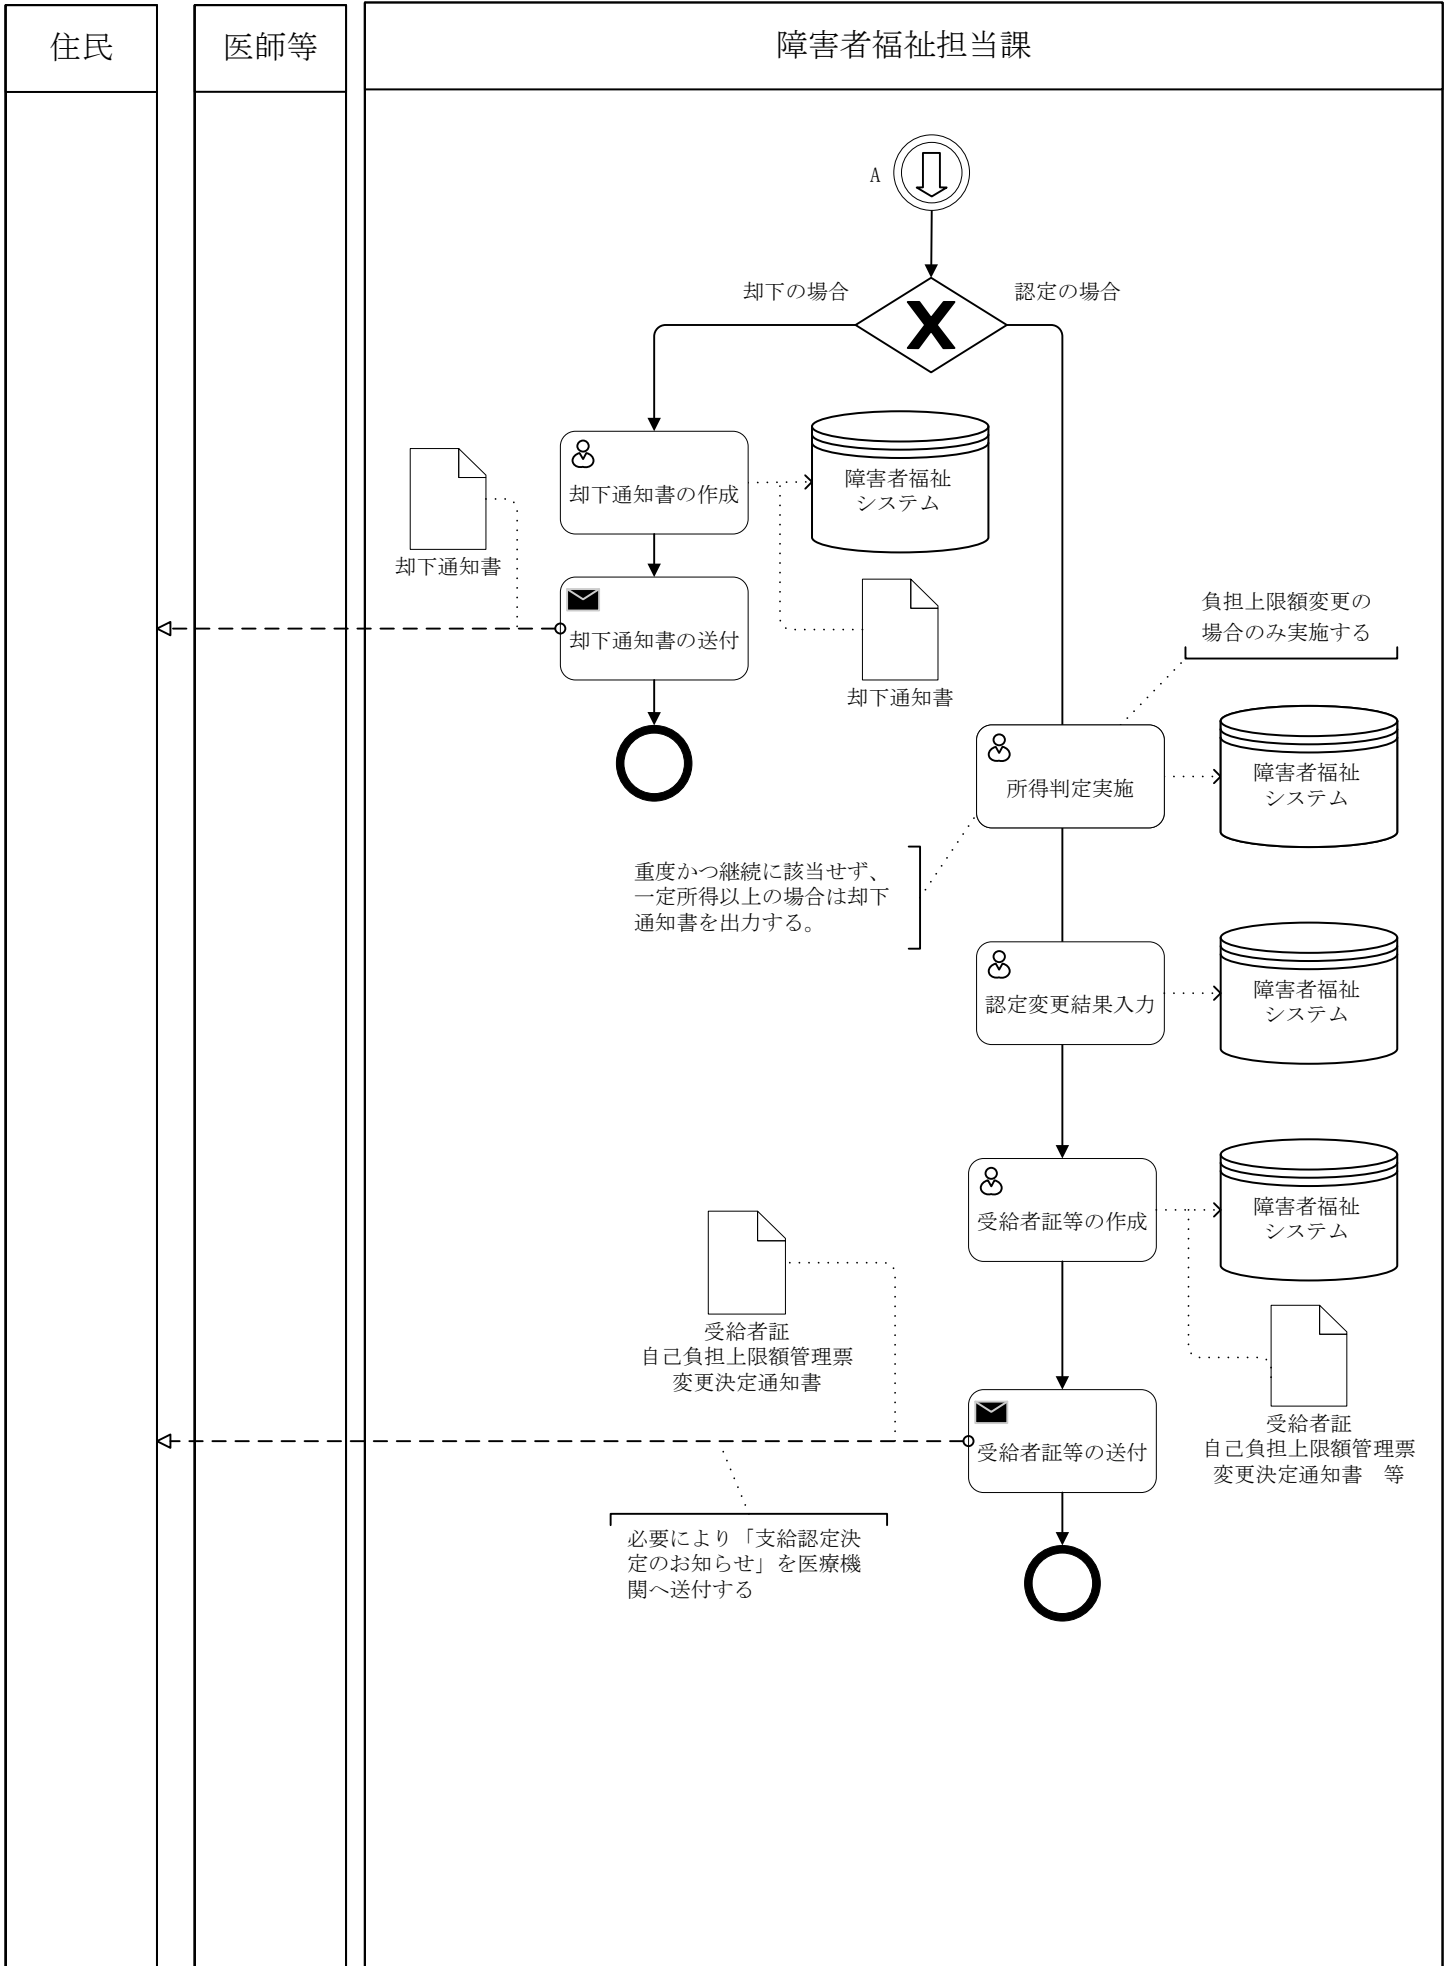 住民
医師等
障害者福祉担当課
A
却下の場合
認定の場合
却下通知書の作成
障害者福祉
システム
却下通知書
却下通知書の送付
却下通知書
負担上限額変更の
場合のみ実施する
所得判定実施
障害者福祉
システム
重度かつ継続に該当せず、
一定所得以上の場合は却下
通知書を出力する。
認定変更結果入力
障害者福祉
システム
受給者証等の作成
障害者福祉
システム
受給者証
自己負担上限額管理票
変更決定通知書
受給者証
自己負担上限額管理票
変更決定通知書　等
受給者証等の送付
必要により「支給認定決
定のお知らせ」を医療機
関へ送付する